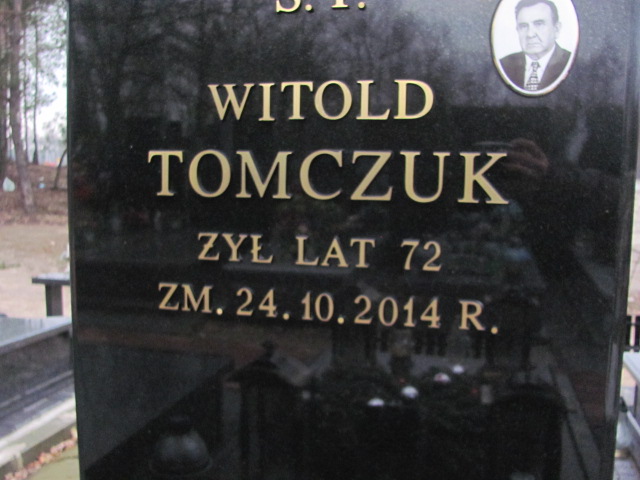 Ś. P.
WITOLD
TOMCZUK
ŻYŁ LAT 72
ZM. 24.10.2014 R.